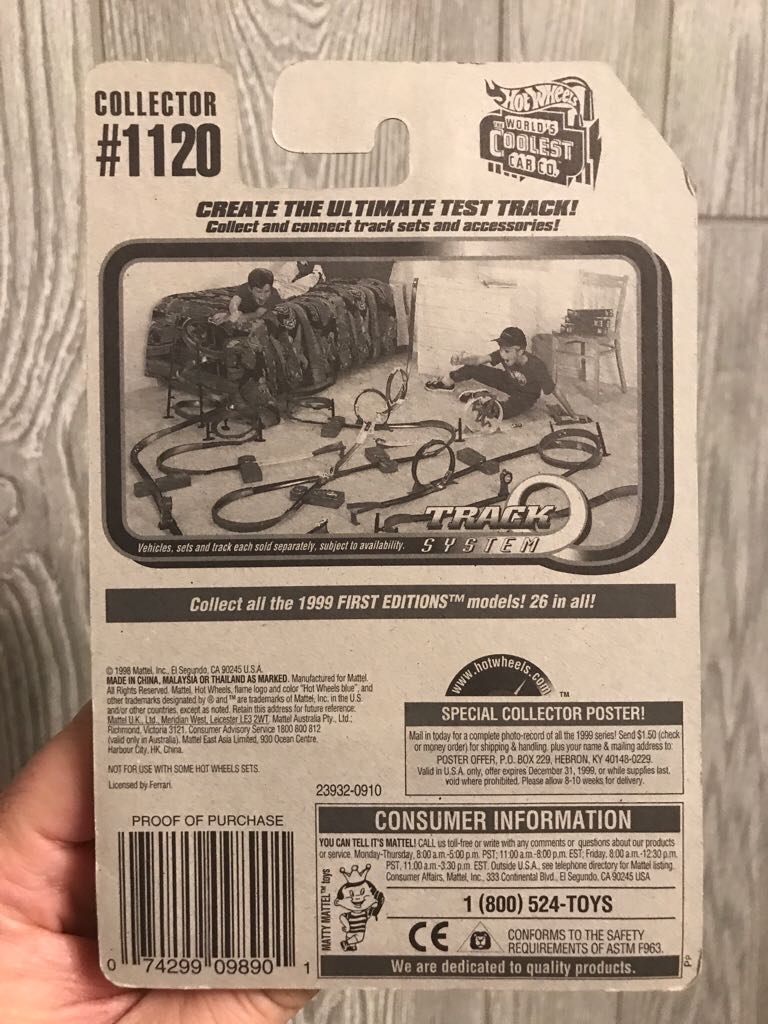 COLLECTOR
#1120
HOT WHEELS
THE WORLD'S
COOLEST
CAR CO.
CREATE THE ULTIMATE TEST TRACK!
Collect and connect track sets and accessories!
TRACK
SYSTEM
Vehicles, sets and track each sold separately, subject to availability.
Collect all the 1999 FIRST EDITIONS™ models! 26 in all!
© 1998 Mattel, Inc., El Segundo, CA 90245 U.S.A.
MADE IN CHINA, MALAYSIA OR THAILAND AS MARKED. Manufactured for Mattel.
All Rights Reserved. Mattel, Hot Wheels, flame logo and color "Hot Wheels blue", and
other trademarks designated by ® and ™ are trademarks of Mattel, Inc. in the U.S.
and/or other countries, except as noted. Retain this address for future reference:
Mattel U.K., Ltd., Meridian West, Leicester LE3 2WT. Mattel Australia Pty., Ltd.;
Richmond, Victoria 3121. Consumer Advisory Service 1800 800 812
(valid only in Australia). Mattel East Asia Limited, 930 Ocean Centre,
Harbour City, HK, China.
NOT FOR USE WITH SOME HOT WHEELS SETS.
Licensed by Ferrari.
23932-0910
www.hotwheels.com
™
SPECIAL COLLECTOR POSTER!
Mail in today for a complete photo-record of all the 1999 series! Send $1.50 (check
or money order) for shipping & handling, plus your name & mailing address to:
POSTER OFFER, P.O. BOX 229, HEBRON, KY 40148-0229.
Valid in U.S.A. only, offer expires December 31, 1999, or while supplies last,
void where prohibited. Please allow 8-10 weeks for delivery.
PROOF OF PURCHASE
0 74299 09890 1
CONSUMER INFORMATION
YOU CAN TELL IT'S MATTEL! CALL us toll-free or write with any comments or questions about our products
or service. Monday-Thursday, 8:00 a.m.-5:00 p.m. PST; 11:00 a.m.-8:00 p.m. EST; Friday, 8:00 a.m.-12:30 p.m.
PST, 11:00 a.m.-3:30 p.m. EST. Outside U.S.A., see telephone directory for Mattel listing.
Consumer Affairs, Mattel, Inc., 333 Continental Blvd., El Segundo, CA 90245 USA
MATTY MATTEL™ toys
1 (800) 524-TOYS
CE
CONFORMS TO THE SAFETY
REQUIREMENTS OF ASTM F963.
We are dedicated to quality products.
Pp